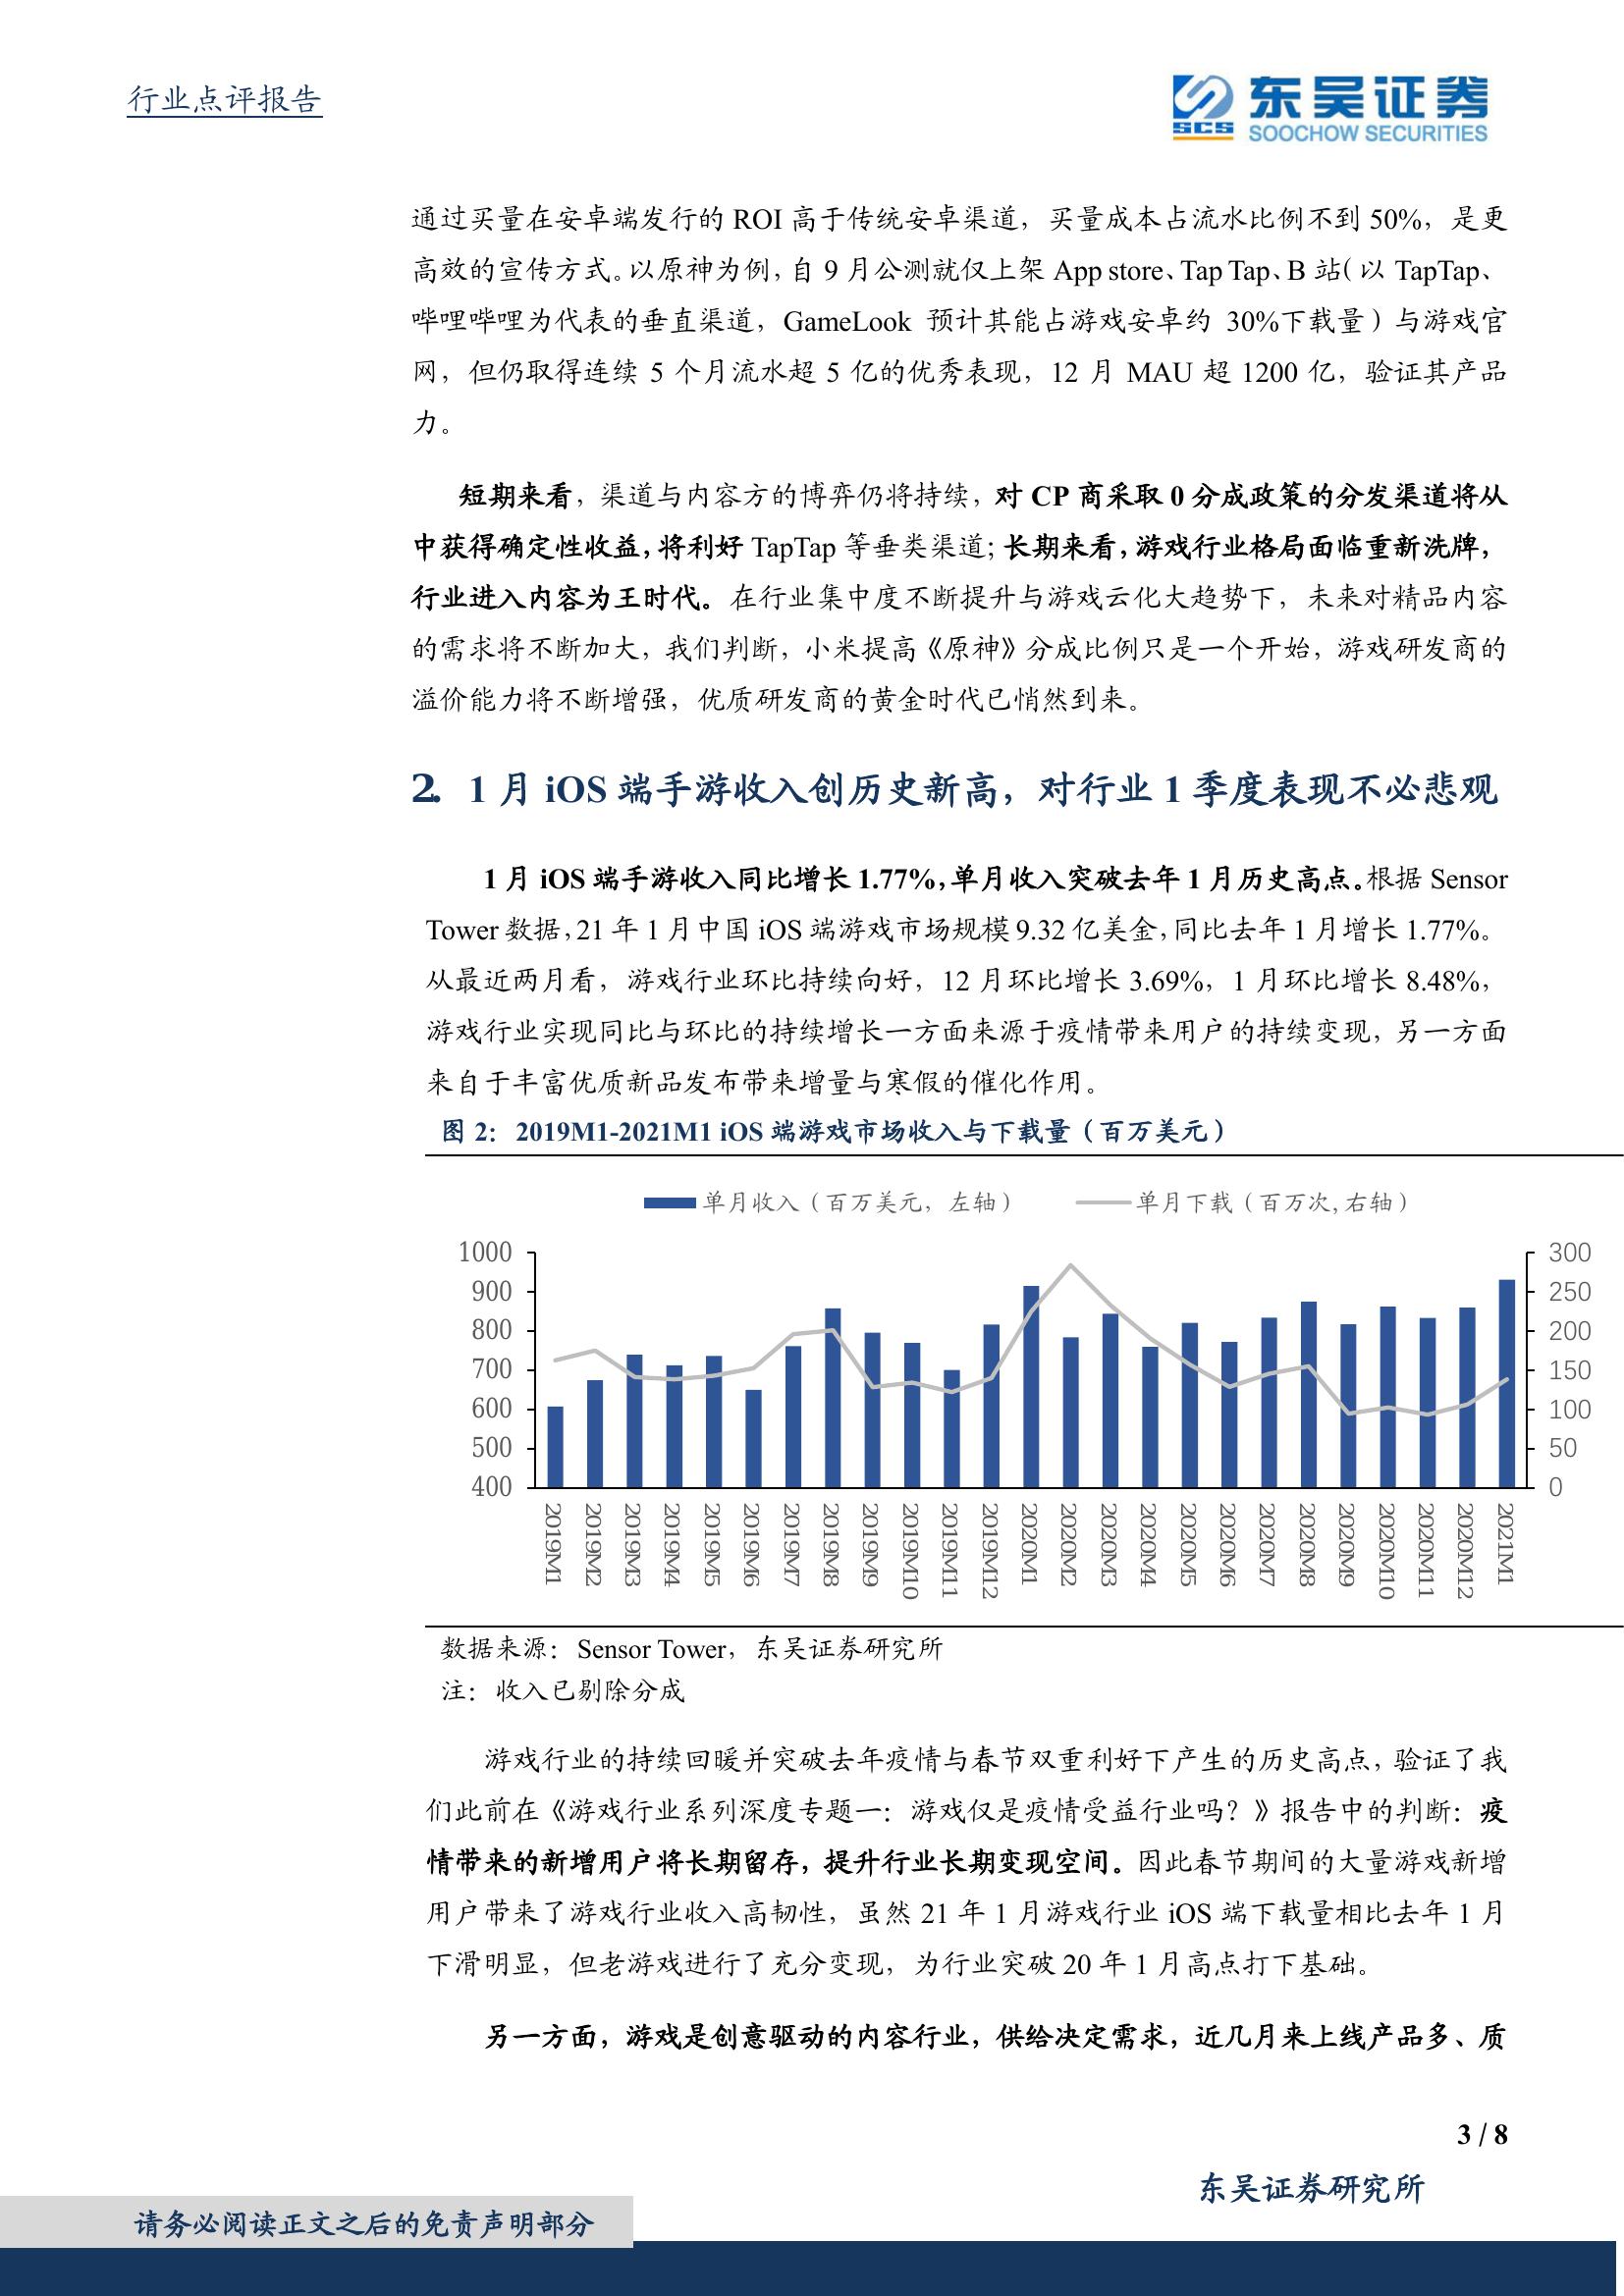 行业点评报告
SCS 东吴证券
SOOCHOW SECURITIES
通过买量在安卓端发行的 ROI 高于传统安卓渠道，买量成本占流水比例不到 50%，是更
高效的宣传方式。以原神为例，自 9 月公测就仅上架 App store、Tap Tap、B 站（以 TapTap、
哔哩哔哩为代表的垂直渠道，GameLook 预计其能占游戏安卓约 30%下载量）与游戏官
网，但仍取得连续 5 个月流水超 5 亿的优秀表现，12 月 MAU 超 1200 亿，验证其产品
力。
短期来看，渠道与内容方的博弈仍将持续，对 CP 商采取 0 分成政策的分发渠道将从
中获得确定性收益，将利好 TapTap 等垂类渠道；长期来看，游戏行业格局面临重新洗牌，
行业进入内容为王时代。在行业集中度不断提升与游戏云化大趋势下，未来对精品内容
的需求将不断加大，我们判断，小米提高《原神》分成比例只是一个开始，游戏研发商的
溢价能力将不断增强，优质研发商的黄金时代已悄然到来。
2. 1 月 iOS 端手游收入创历史新高，对行业 1 季度表现不必悲观
1 月 iOS 端手游收入同比增长 1.77%，单月收入突破去年 1 月历史高点。根据 Sensor
Tower 数据，21 年 1 月中国 iOS 端游戏市场规模 9.32 亿美金，同比去年 1 月增长 1.77%。
从最近两月看，游戏行业环比持续向好，12 月环比增长 3.69%，1 月环比增长 8.48%，
游戏行业实现同比与环比的持续增长一方面来源于疫情带来用户的持续变现，另一方面
来自于丰富优质新品发布带来增量与寒假的催化作用。
图 2：2019M1-2021M1 iOS 端游戏市场收入与下载量（百万美元）
单月收入（百万美元，左轴） 单月下载（百万次,右轴）
1000 300
900 250
800 200
700 150
600 100
500 50
400 0
2019M1 2019M2 2019M3 2019M4 2019M5 2019M6 2019M7 2019M8 2019M9 2019M10 2019M11 2019M12 2020M1 2020M2 2020M3 2020M4 2020M5 2020M6 2020M7 2020M8 2020M9 2020M10 2020M11 2020M12 2021M1
数据来源：Sensor Tower，东吴证券研究所
注：收入已剔除分成
游戏行业的持续回暖并突破去年疫情与春节双重利好下产生的历史高点，验证了我
们此前在《游戏行业系列深度专题一：游戏仅是疫情受益行业吗？》报告中的判断：疫
情带来的新增用户将长期留存，提升行业长期变现空间。因此春节期间的大量游戏新增
用户带来了游戏行业收入高韧性，虽然 21 年 1 月游戏行业 iOS 端下载量相比去年 1 月
下滑明显，但老游戏进行了充分变现，为行业突破 20 年 1 月高点打下基础。
另一方面，游戏是创意驱动的内容行业，供给决定需求，近几月来上线产品多、质
3 / 8
东吴证券研究所
请务必阅读正文之后的免责声明部分